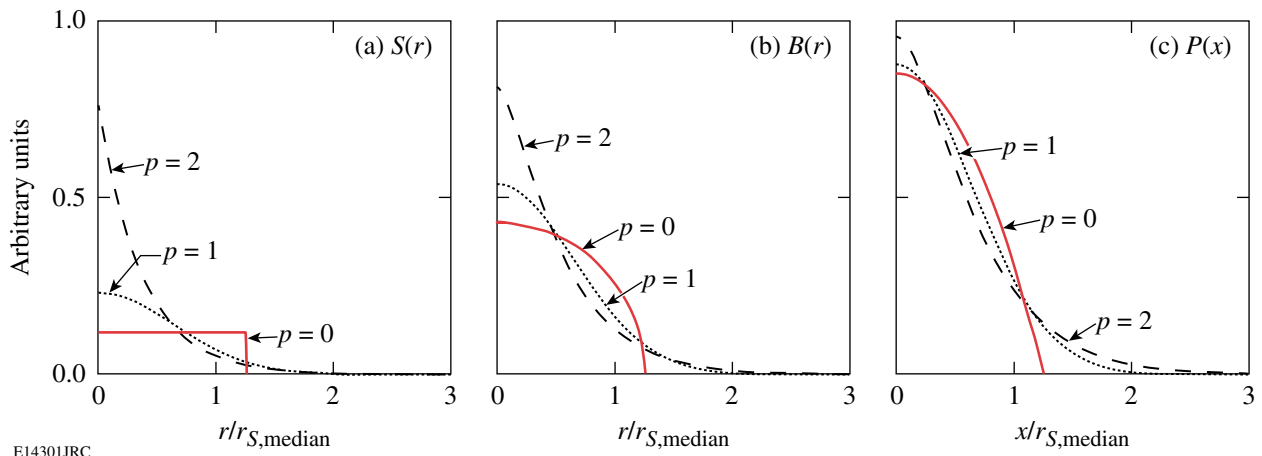 Arbitrary units
1.0
0.5
0.0
(a) S(r)
p = 2
p = 1
p = 0
0 1 2 3
r/rS,median
(b) B(r)
p = 2
p = 0
p = 1
0 1 2 3
r/rS,median
(c) P(x)
p = 1
p = 0
p = 2
0 1 2 3
x/rS,median
E14301JRC